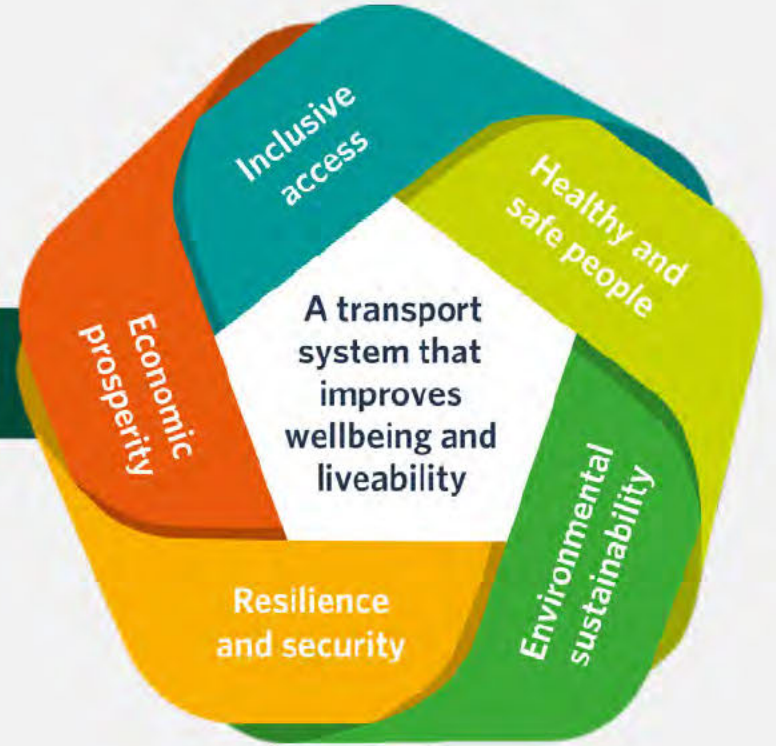 Inclusive
access
Healthy and
safe people
A transport
system that
improves
wellbeing and
liveability
Economic
prosperity
Environmental
sustainability
Resilience
and security